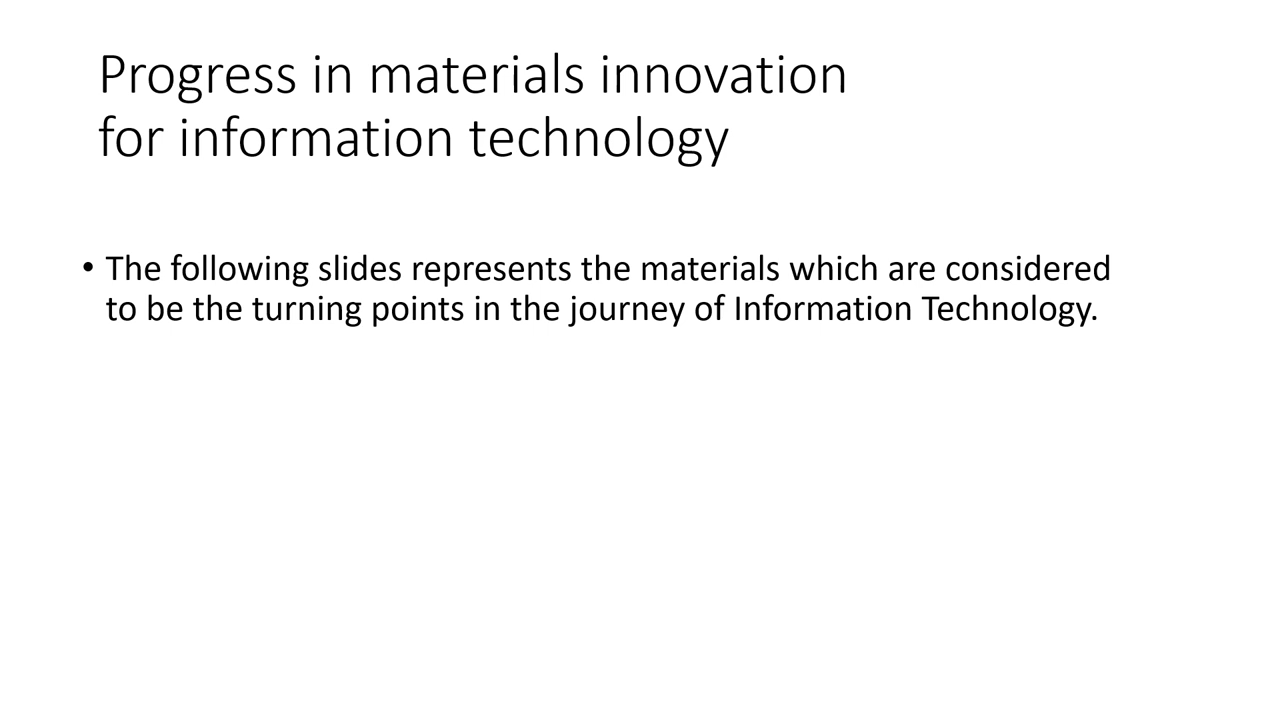 Progress in materials innovation
for information technology
• The following slides represents the materials which are considered
to be the turning points in the journey of Information Technology.